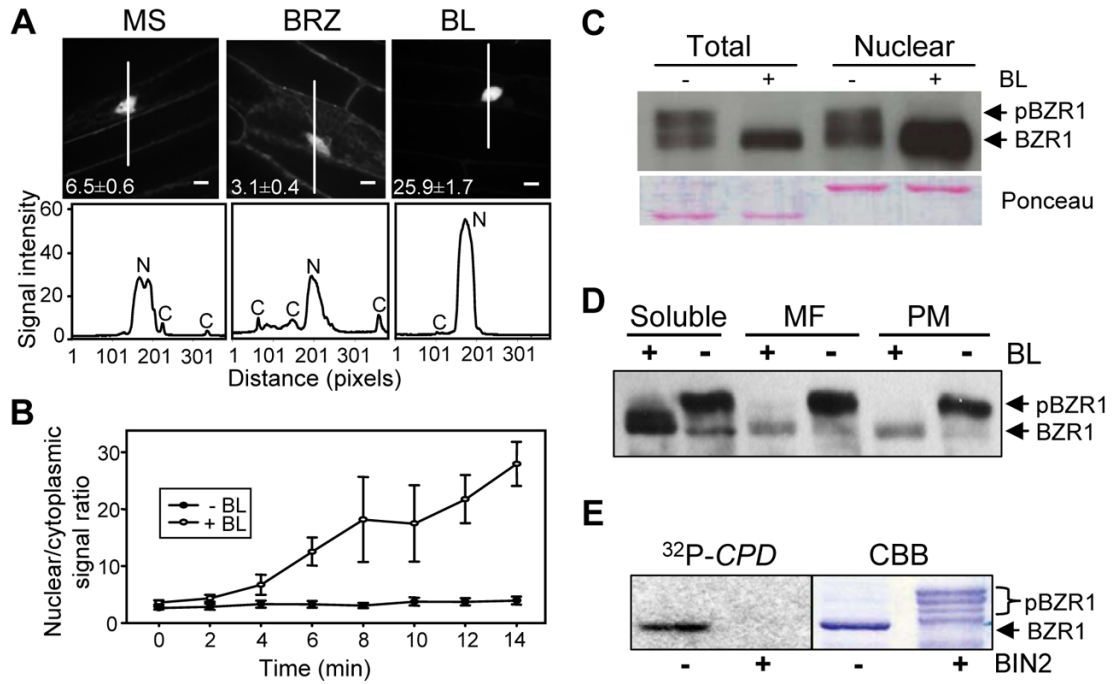 A
MS
BRZ
BL
6.5±0.6
3.1±0.4
25.9±1.7
Signal intensity
60
40
20
0
N
C
C
C
C
N
C
C
N
1 101 201 301
1 101 201 301
1 101 201 301
Distance (pixels)
B
Nuclear/cytoplasmic
signal ratio
30
20
10
0
- BL
+ BL
0 2 4 6 8 10 12 14
Time (min)
C
Total Nuclear
- + - + BL
pBZR1
BZR1
Ponceau
D
Soluble MF PM
+ - + - + - BL
pBZR1
BZR1
E
32P-CPD CBB
pBZR1
BZR1
- + - + BIN2